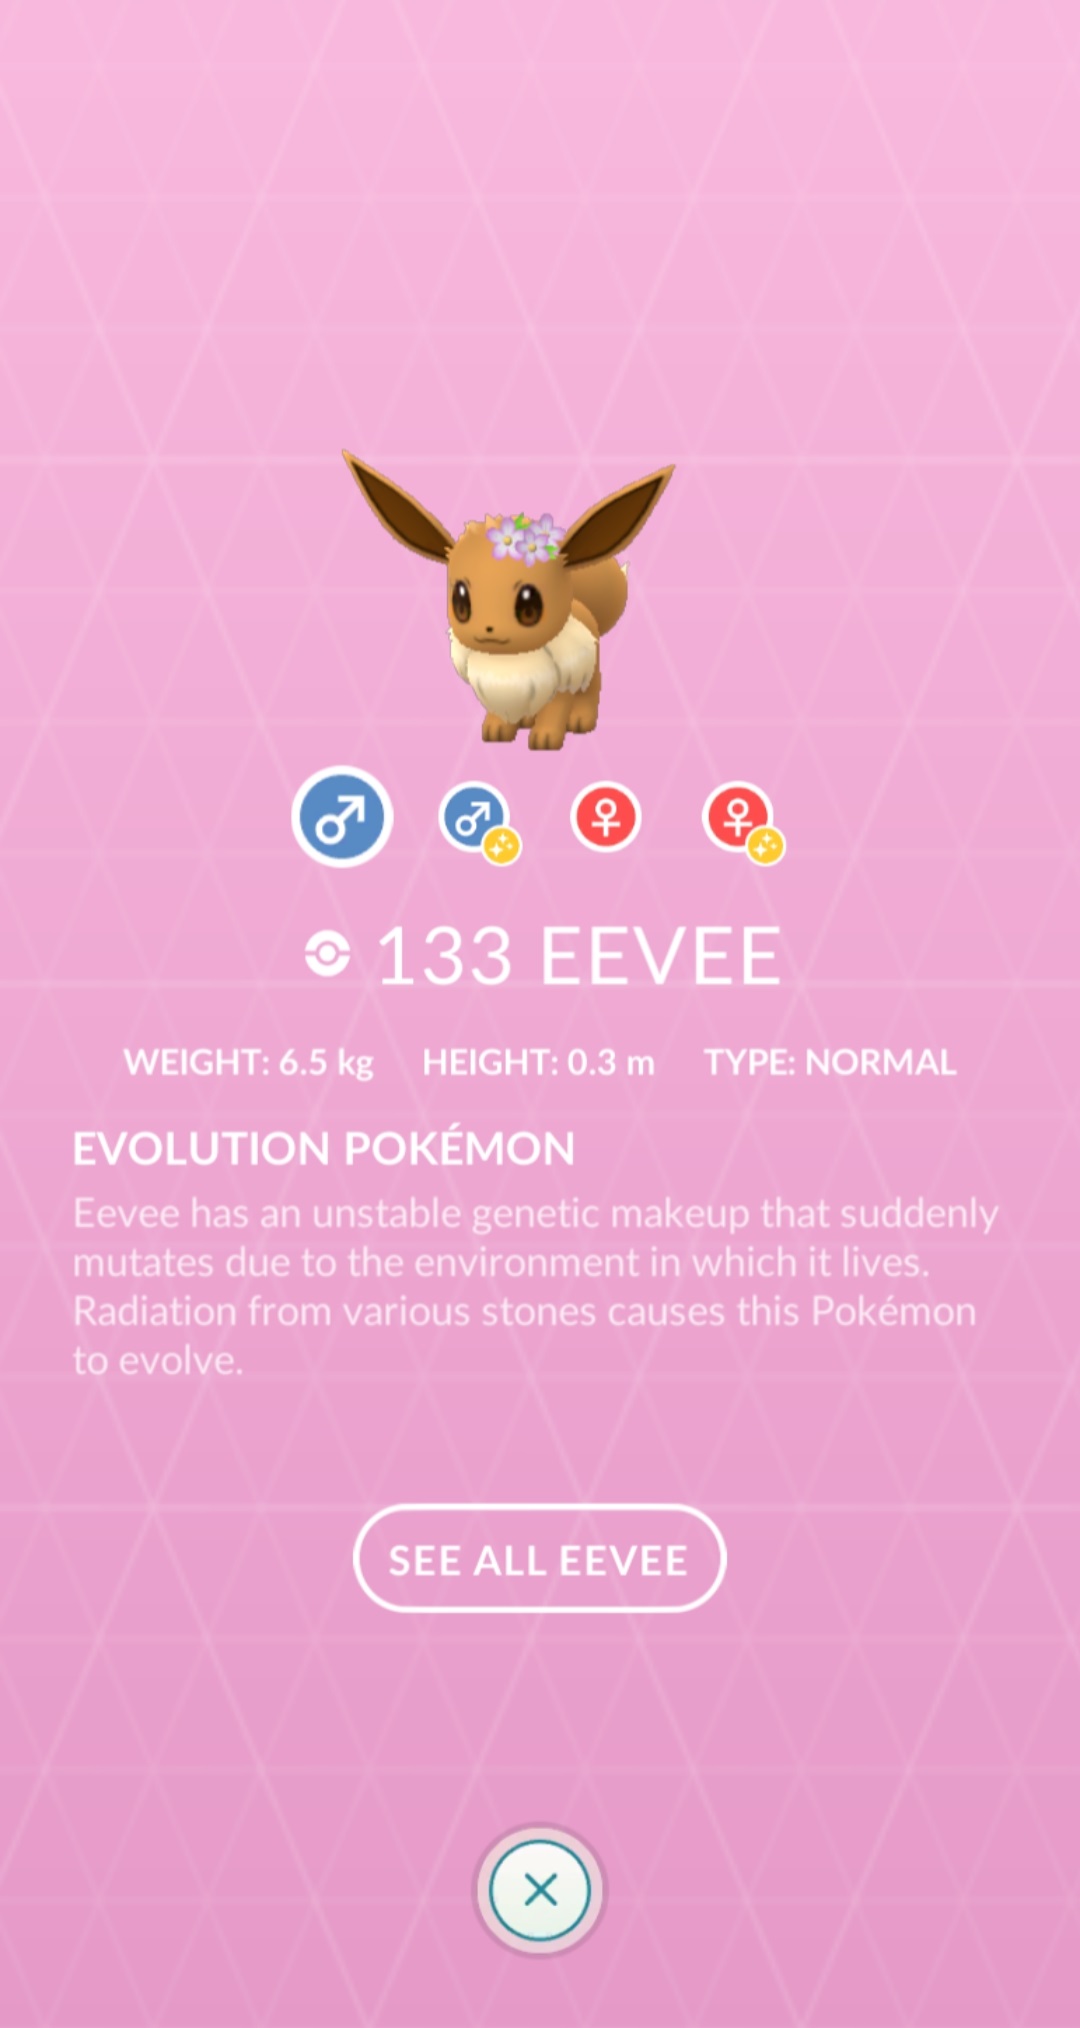 133 EEVEE
WEIGHT: 6.5 kg HEIGHT: 0.3 m TYPE: NORMAL
EVOLUTION POKÉMON
Eevee has an unstable genetic makeup that suddenly
mutates due to the environment in which it lives.
Radiation from various stones causes this Pokémon
to evolve.
SEE ALL EEVEE